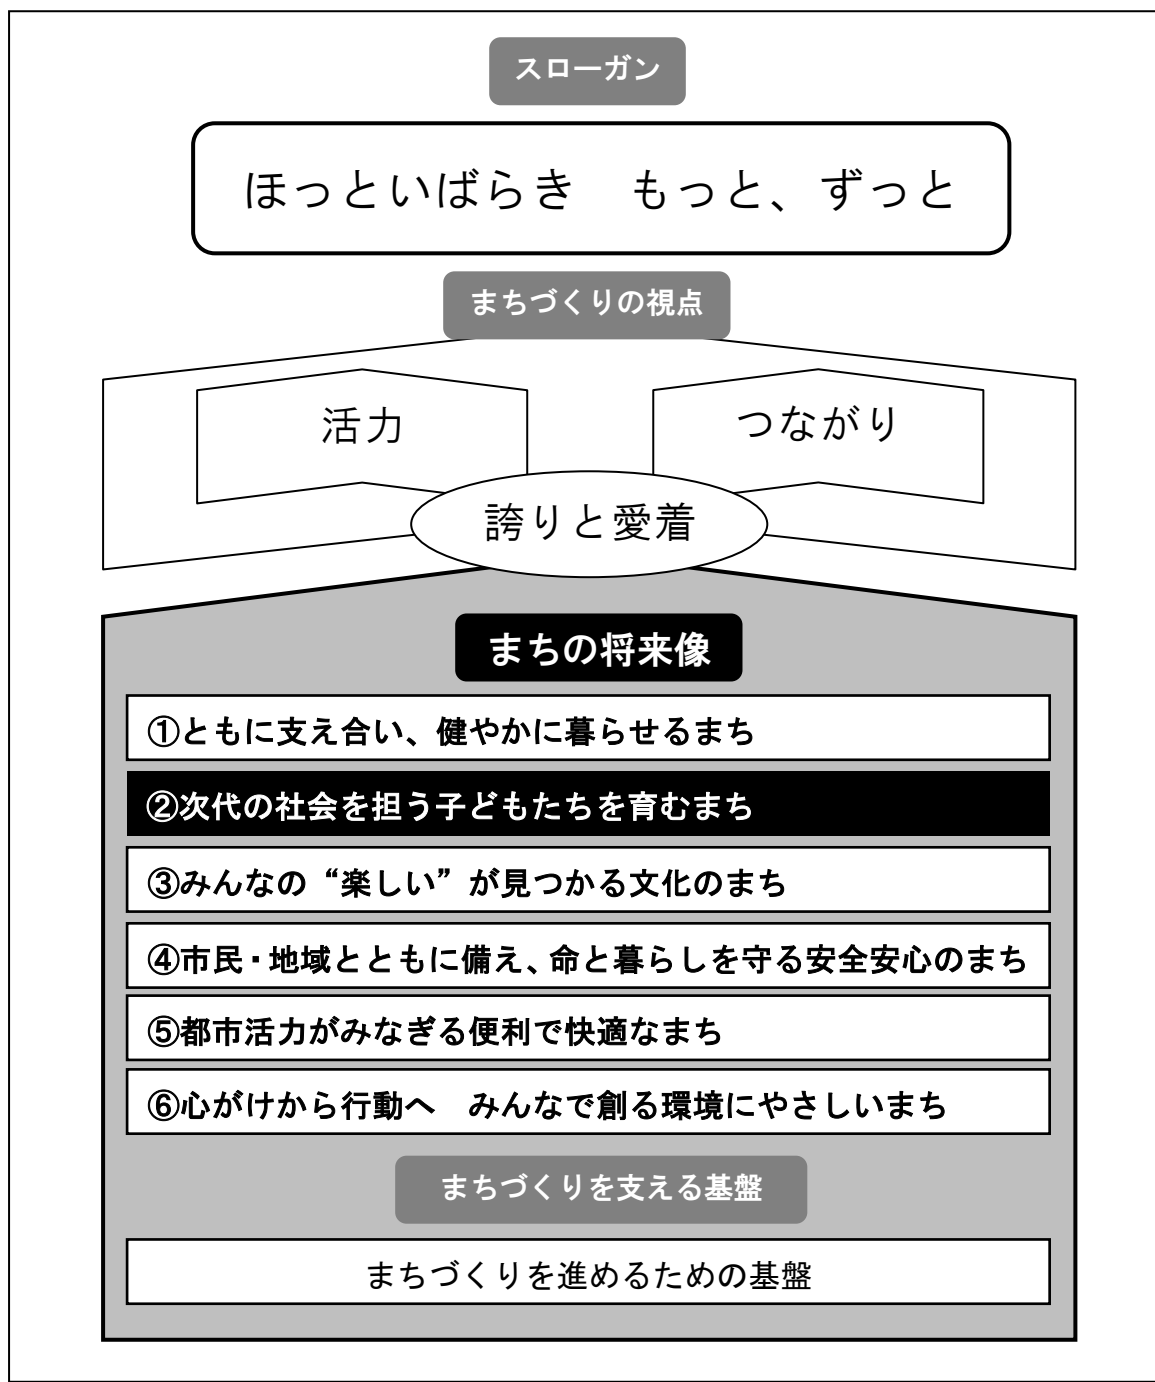 スローガン
ほっといばらき　もっと、ずっと
まちづくりの視点
活力
つながり
誇りと愛着
まちの将来像
①ともに支え合い、健やかに暮らせるまち
②次代の社会を担う子どもたちを育むまち
③みんなの“楽しい”が見つかる文化のまち
④市民・地域とともに備え、命と暮らしを守る安全安心のまち
⑤都市活力がみなぎる便利で快適なまち
⑥心がけから行動へ　みんなで創る環境にやさしいまち
まちづくりを支える基盤
まちづくりを進めるための基盤